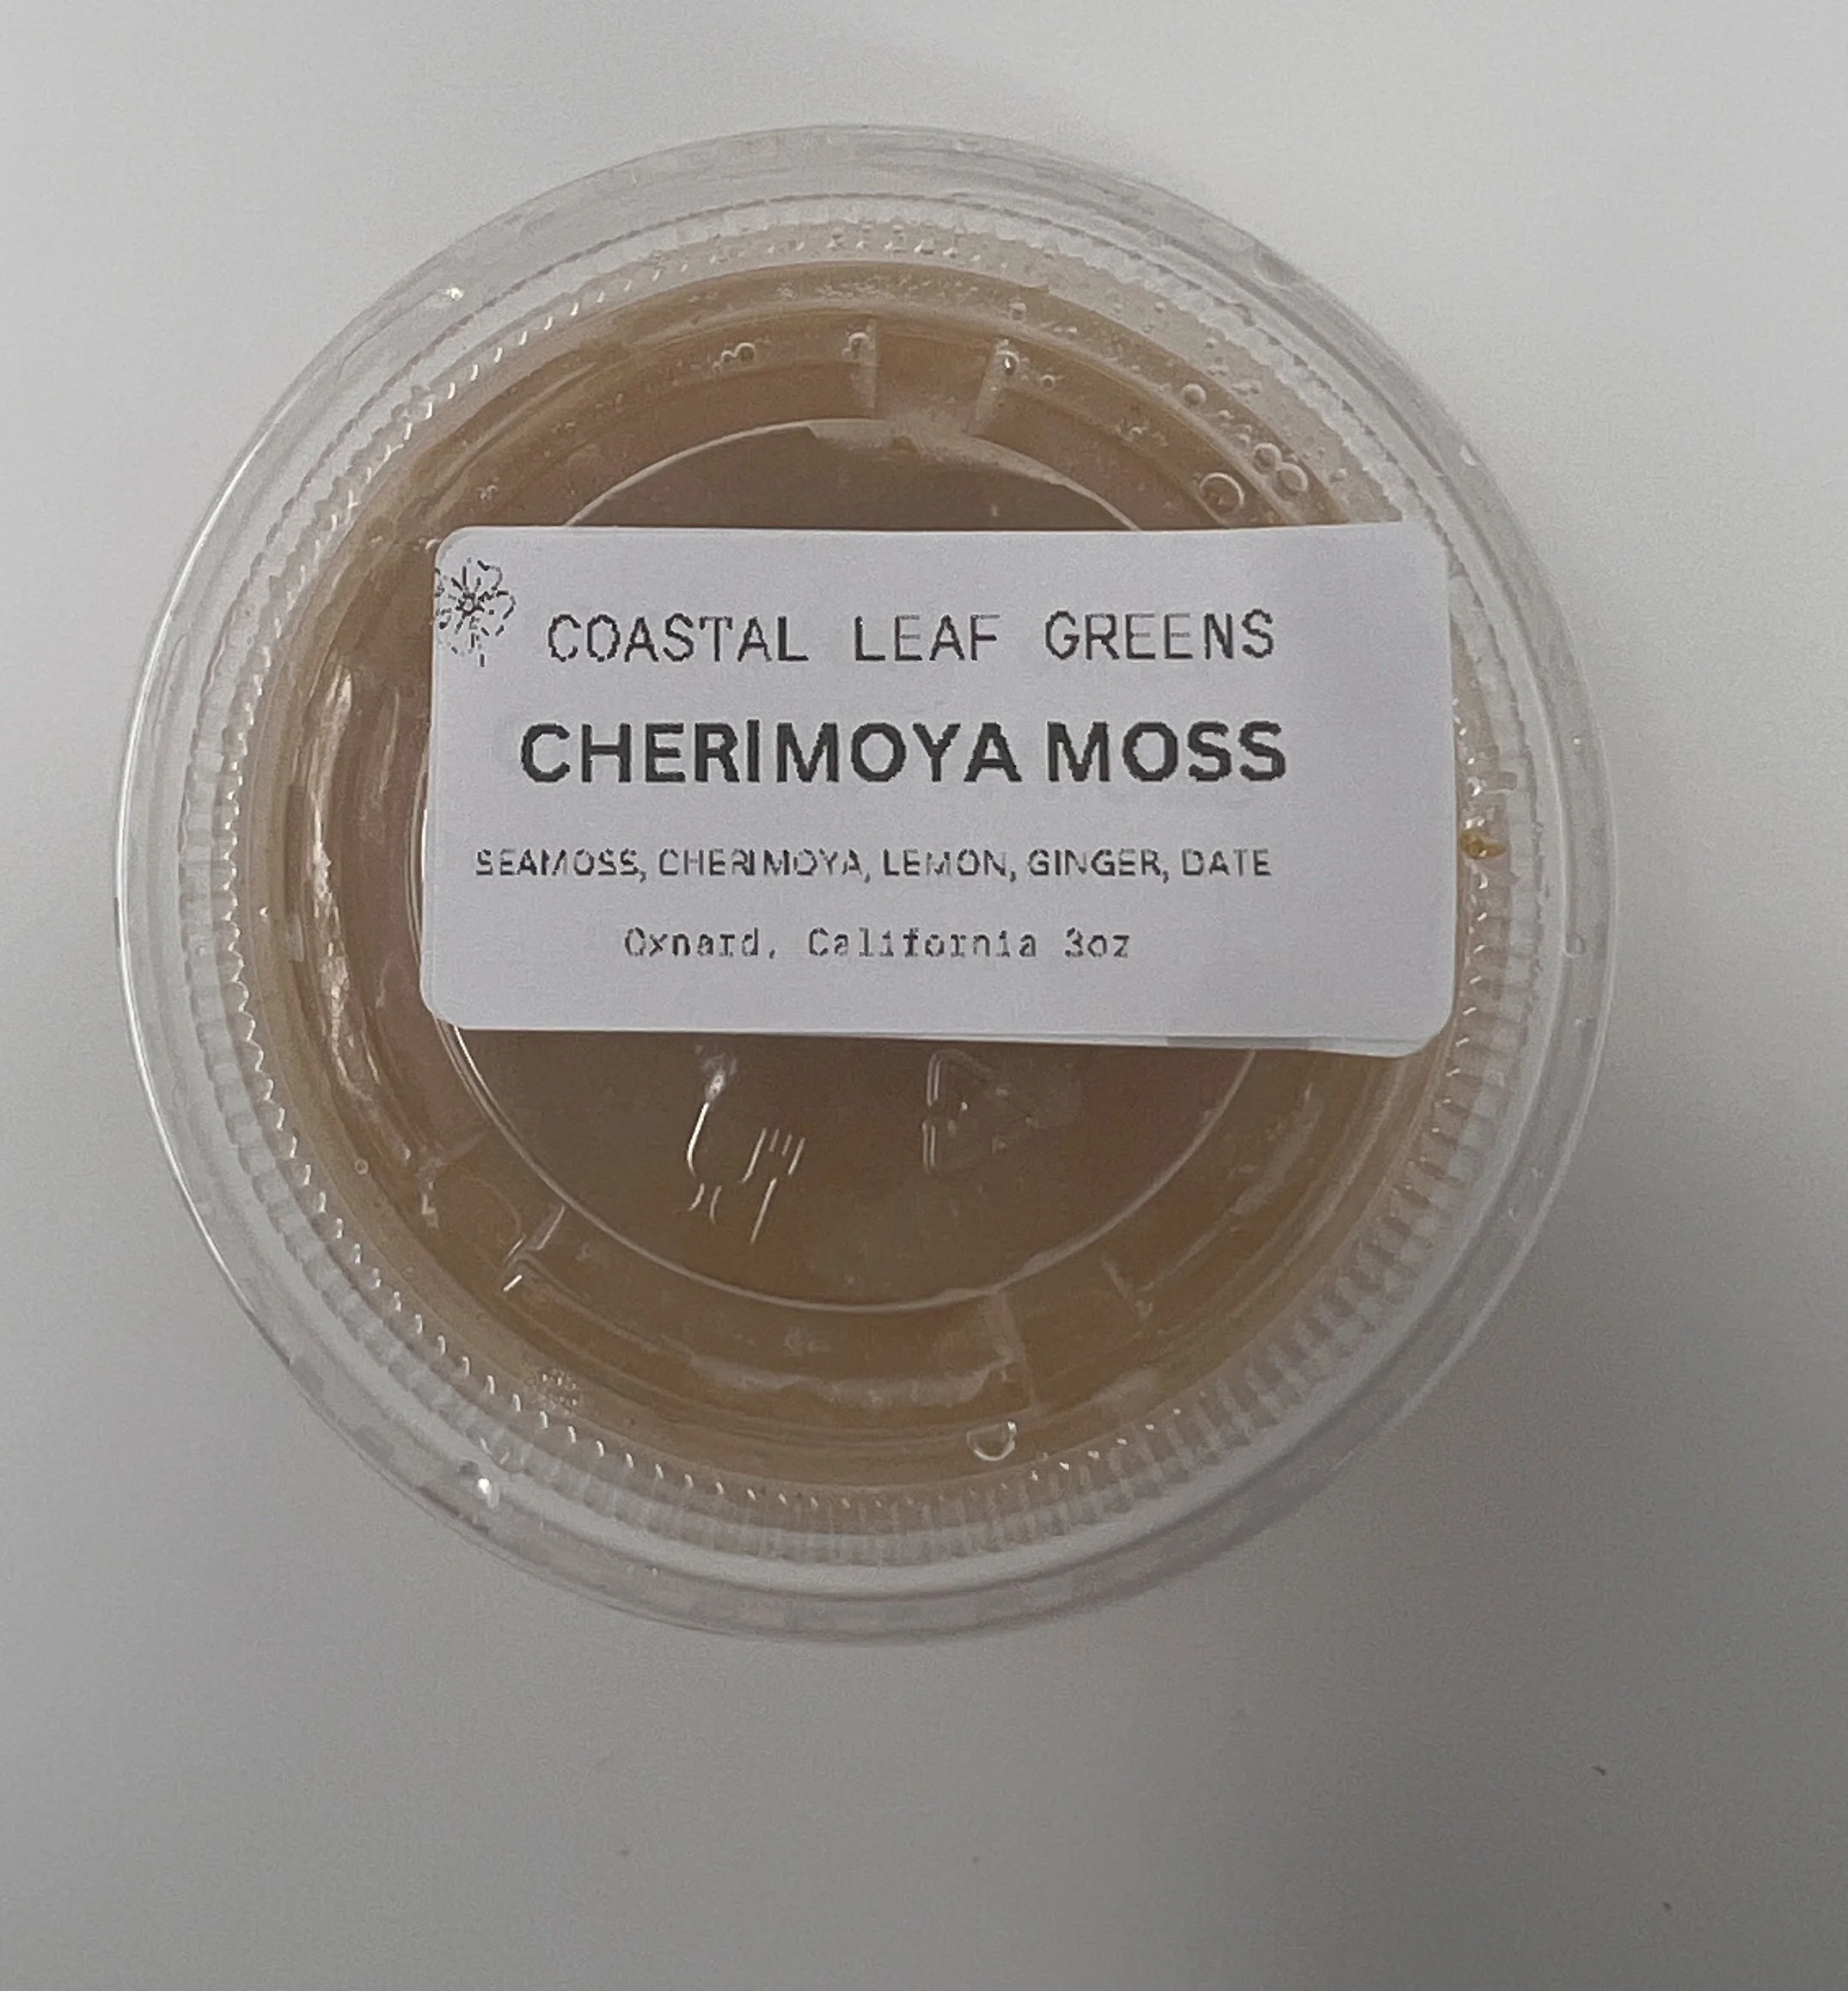 COASTAL LEAF GREENS
CHERIMOYA MOSS
SEAMOSS, CHERIMOYA, LEMON, GINGER, DATE
Oxnard, California 3oz